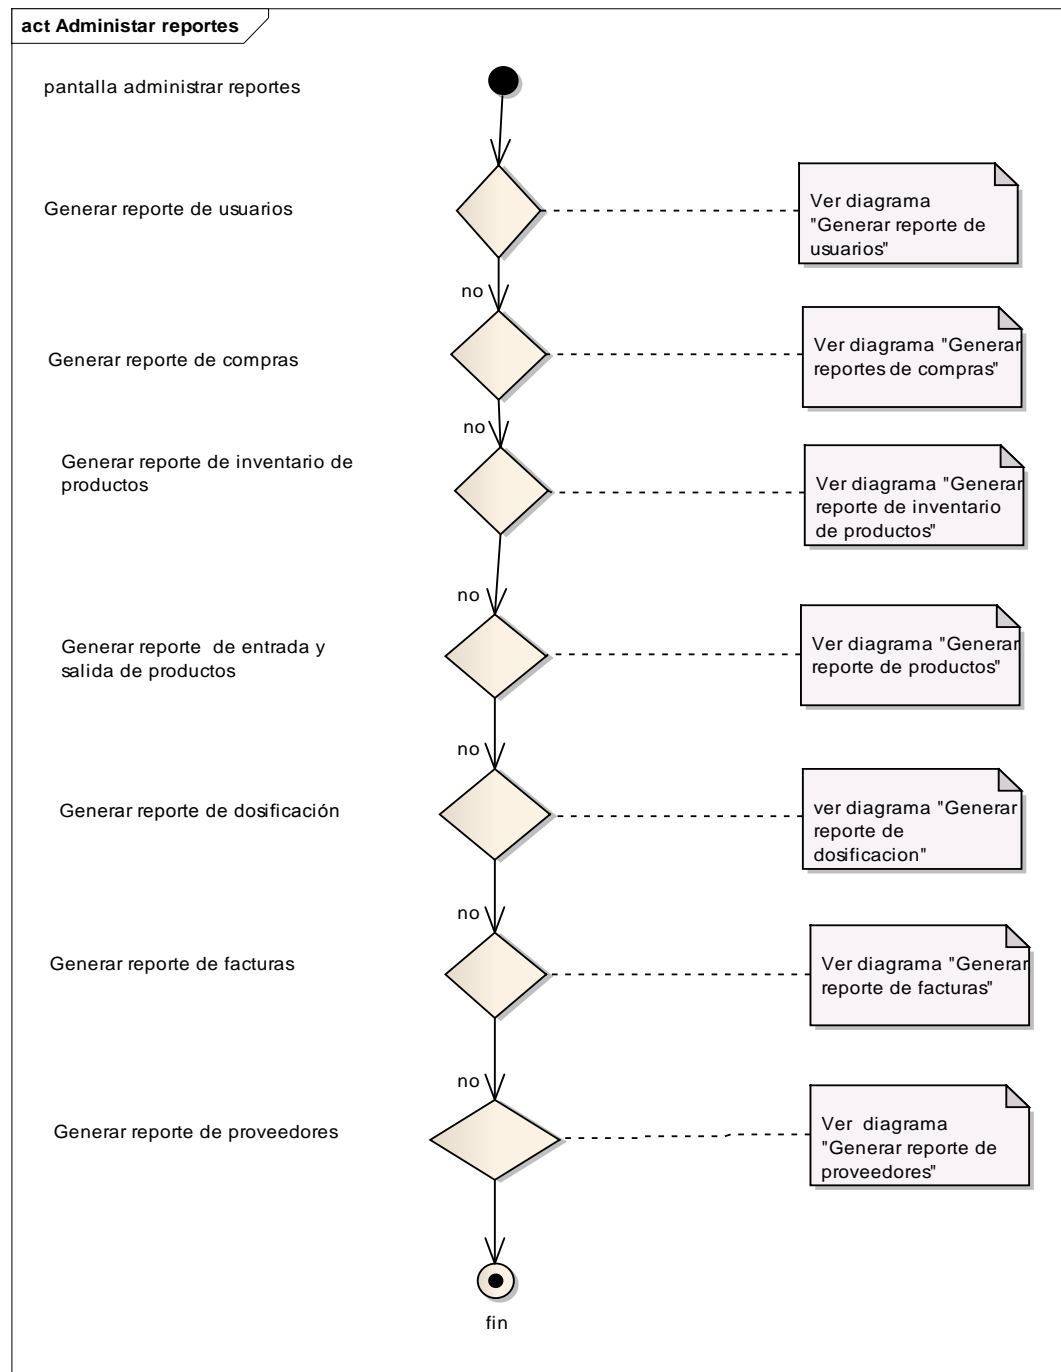 act Administar reportes
pantalla administrar reportes
Generar reporte de usuarios
Ver diagrama
"Generar reporte de
usuarios"
no
Generar reporte de compras
Ver diagrama "Generar
reportes de compras"
no
Generar reporte de inventario de
productos
Ver diagrama "Generar
reporte de inventario
de productos"
no
Generar reporte  de entrada y
salida de productos
Ver diagrama "Generar
reporte de productos"
no
Generar reporte de dosificación
ver diagrama "Generar
reporte de
dosificacion"
no
Generar reporte de facturas
Ver diagrama "Generar
reporte de facturas"
no
Generar reporte de proveedores
Ver  diagrama
"Generar reporte de
proveedores"
fin